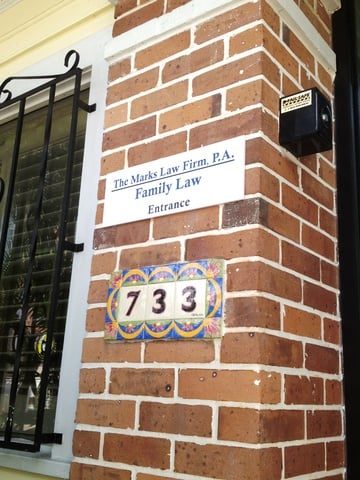 The Marks Law Firm, P.A.
Family Law
Entrance
733